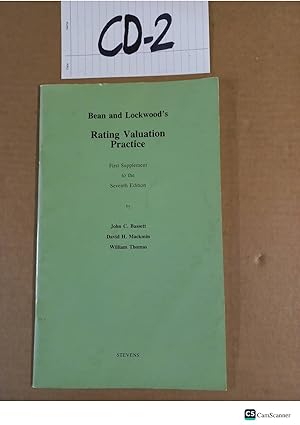 CD-2
Bean and Lockwood's
Rating Valuation
Practice
First Supplement
to the
Seventh Edition
by
John C. Bassett
David H. Mackmin
William Thomas
STEVENS
CS CamScanner